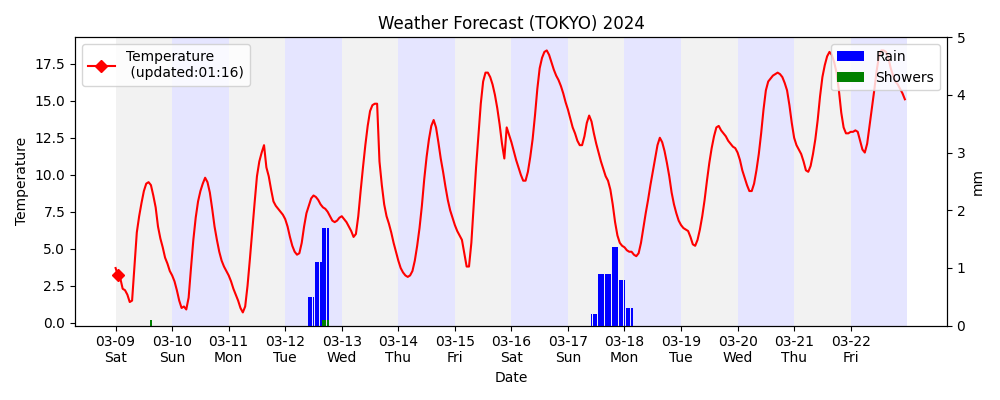 Weather Forecast (TOKYO) 2024
Temperature
(updated:01:16)
Rain
Showers
Temperature
17.5
15.0
12.5
10.0
7.5
5.0
2.5
0.0
5
4
3
2
1
0
mm
03-09 03-10 03-11 03-12 03-13 03-14 03-15 03-16 03-17 03-18 03-19 03-20 03-21 03-22
Sat Sun Mon Tue Wed Thu Fri Sat Sun Mon Tue Wed Thu Fri
Date